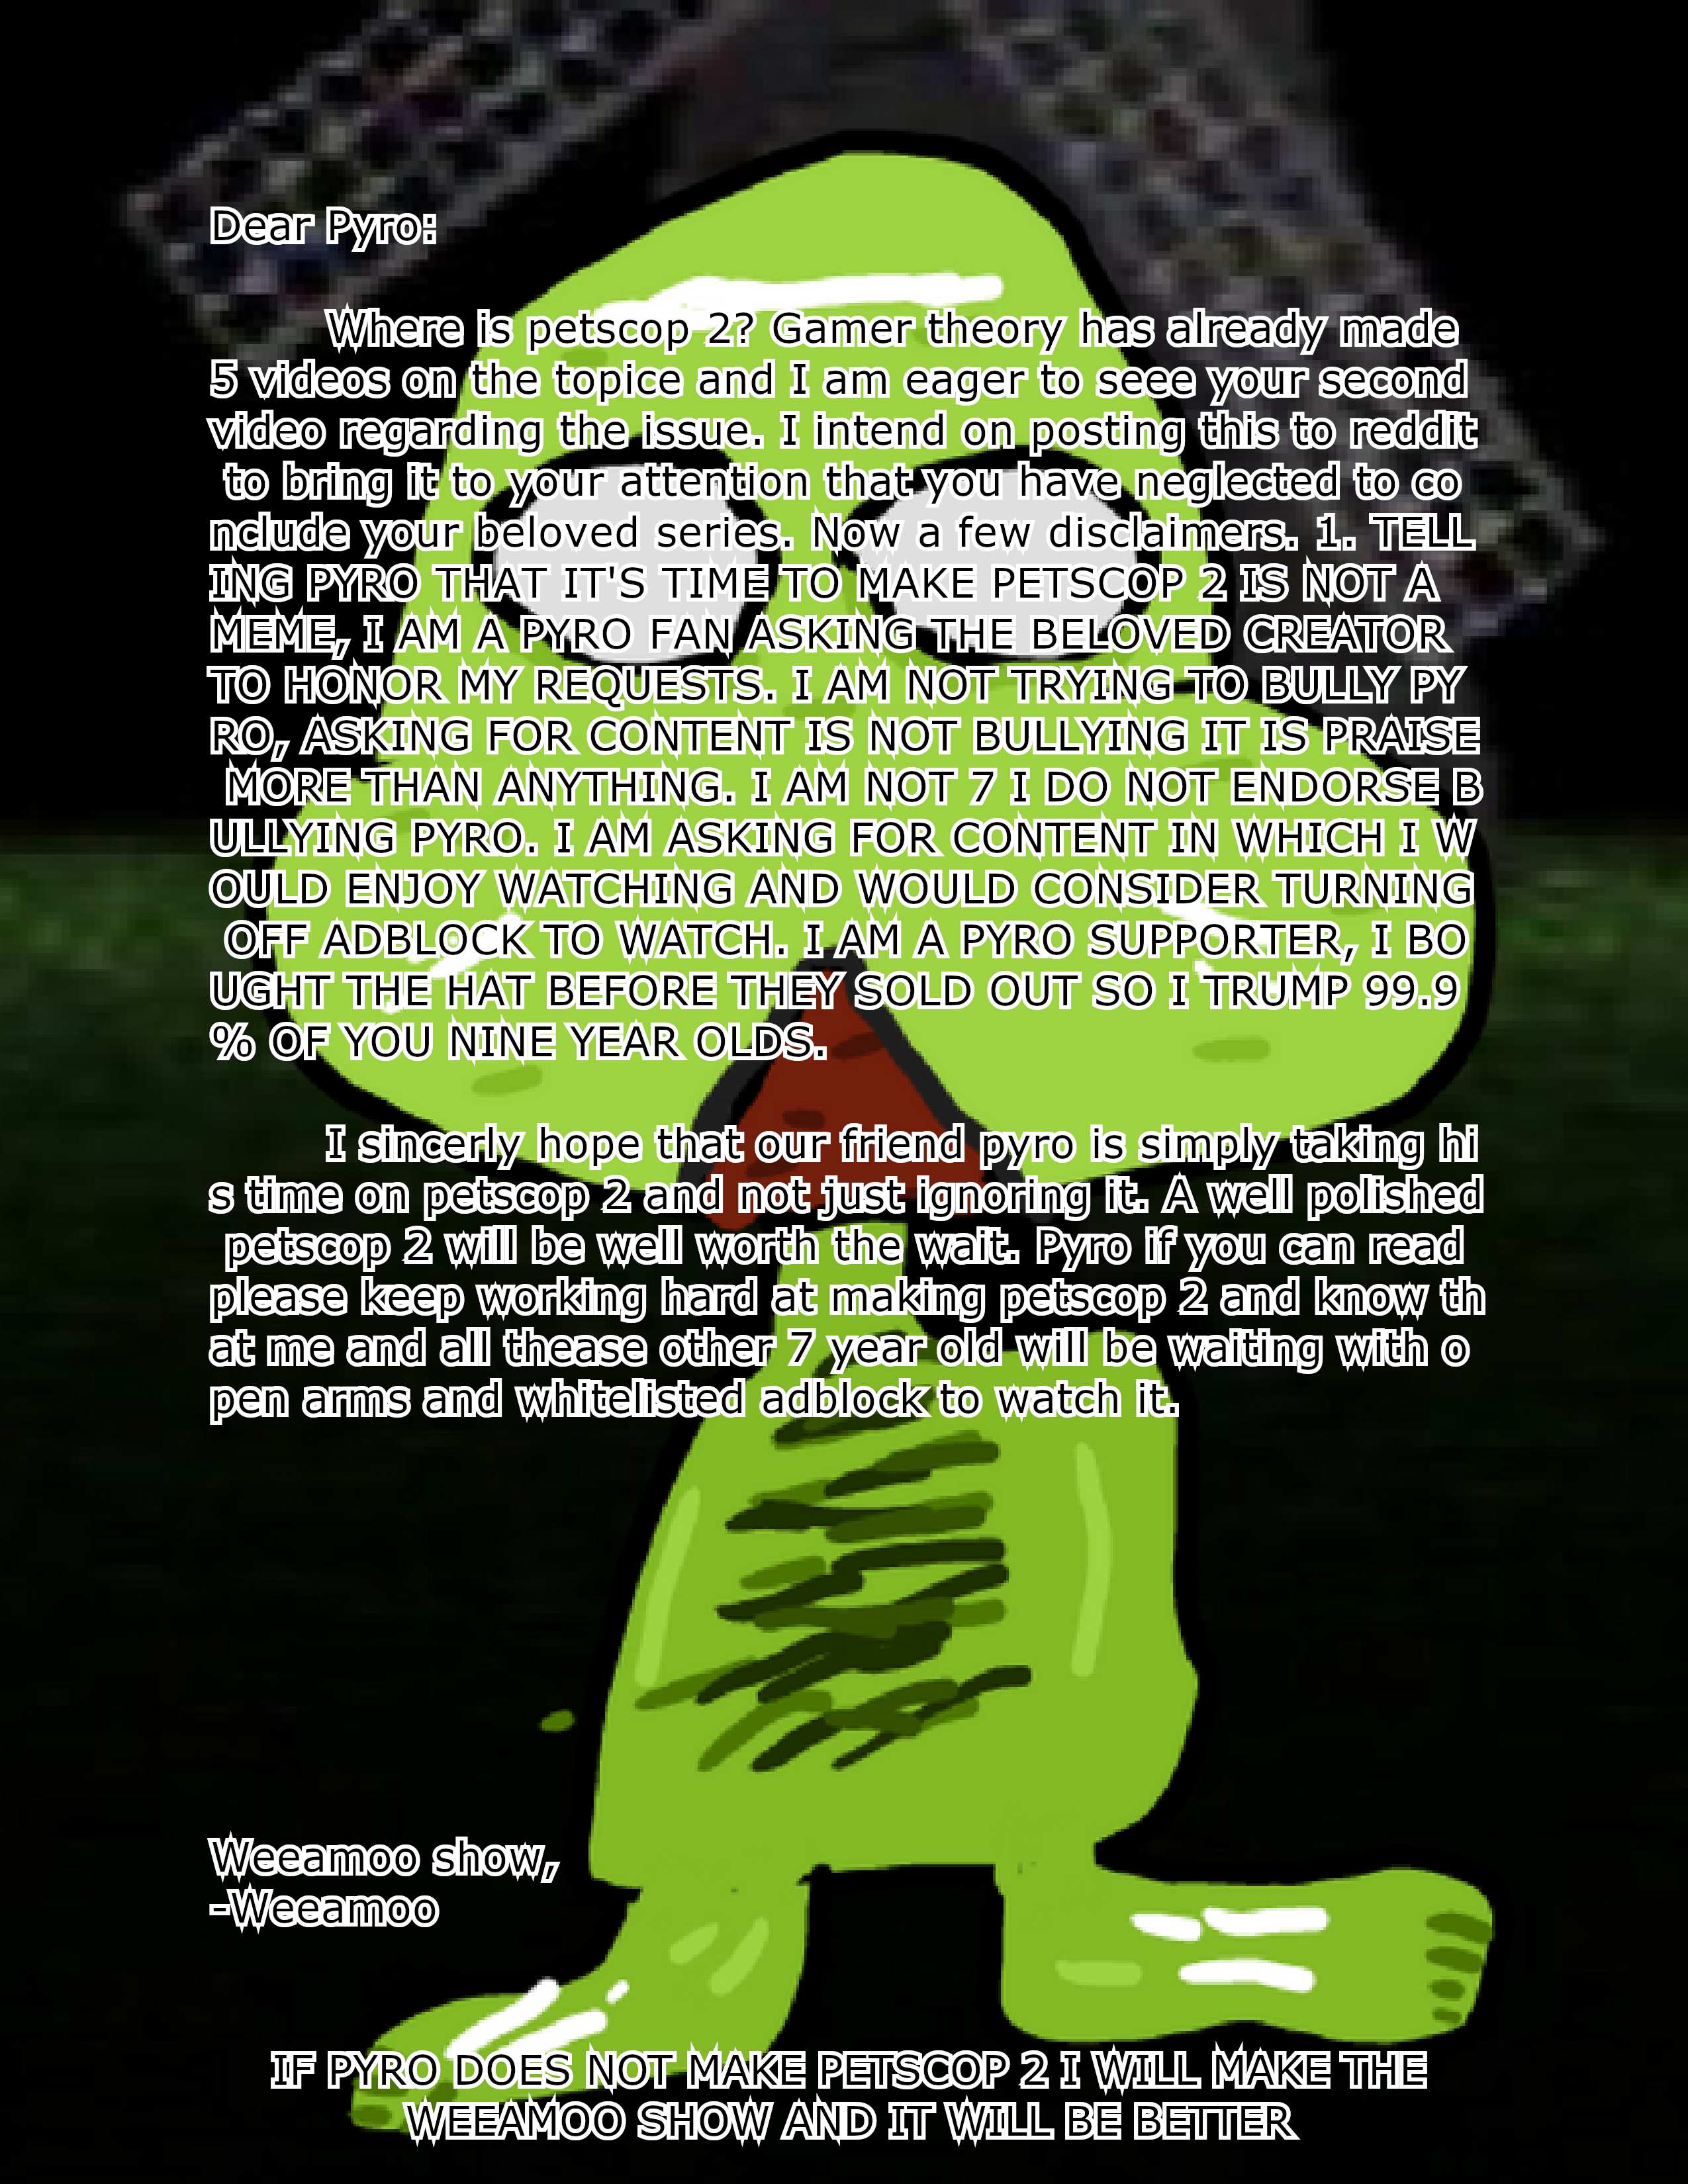 Dear Pyro:
Where is petscop 2? Gamer theory has already made
5 videos on the topice and I am eager to seee your second
video regarding the issue. I intend on posting this to reddit
to bring it to your attention that you have neglected to co
nclude your beloved series. Now a few disclaimers. 1. TELL
ING PYRO THAT IT'S TIME TO MAKE PETSCOP 2 IS NOT A
MEME, I AM A PYRO FAN ASKING THE BELOVED CREATOR
TO HONOR MY REQUESTS. I AM NOT TRYING TO BULLY PY
RO, ASKING FOR CONTENT IS NOT BULLYING IT IS PRAISE
MORE THAN ANYTHING. I AM NOT 7 I DO NOT ENDORSE B
ULLYING PYRO. I AM ASKING FOR CONTENT IN WHICH I W
OULD ENJOY WATCHING AND WOULD CONSIDER TURNING
OFF ADBLOCK TO WATCH. I AM A PYRO SUPPORTER, I BO
UGHT THE HAT BEFORE THEY SOLD OUT SO I TRUMP 99.9
% OF YOU NINE YEAR OLDS.
I sincerly hope that our friend pyro is simply taking hi
s time on petscop 2 and not just ignoring it. A well polished
petscop 2 will be well worth the wait. Pyro if you can read
please keep working hard at making petscop 2 and know th
at me and all thease other 7 year old will be waiting with o
pen arms and whitelisted adblock to watch it.
Weeamoo show,
-Weeamoo
IF PYRO DOES NOT MAKE PETSCOP 2 I WILL MAKE THE
WEEAMOO SHOW AND IT WILL BE BETTER